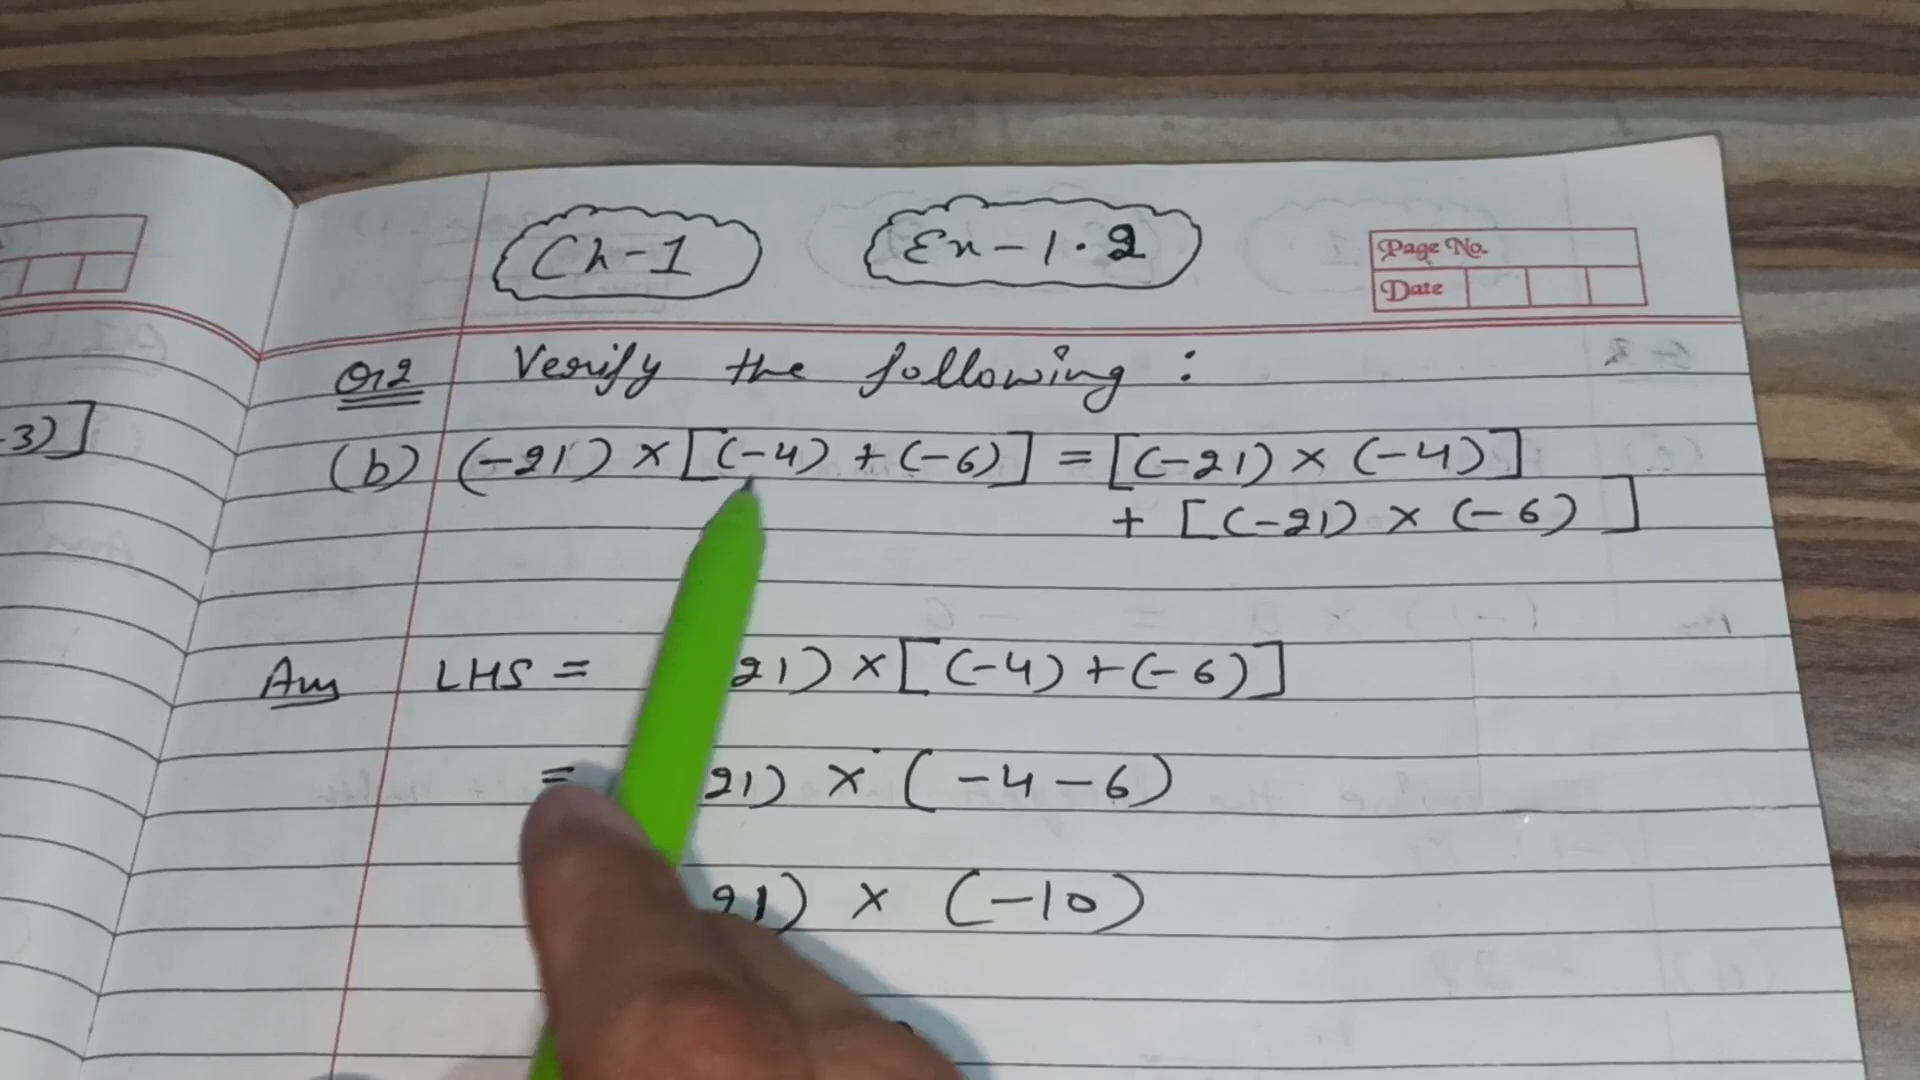 Ch-1 Ex-1.2
Page No.
Date
Q2 Verify the following :
-3)]
(b) (-21) × [(-4) + (-6)] = [(-21) × (-4)]
+ [(-21) × (-6)]
Ans LHS = 21) × [(-4) + (-6)]
= 21) × (-4-6)
21) × (-10)